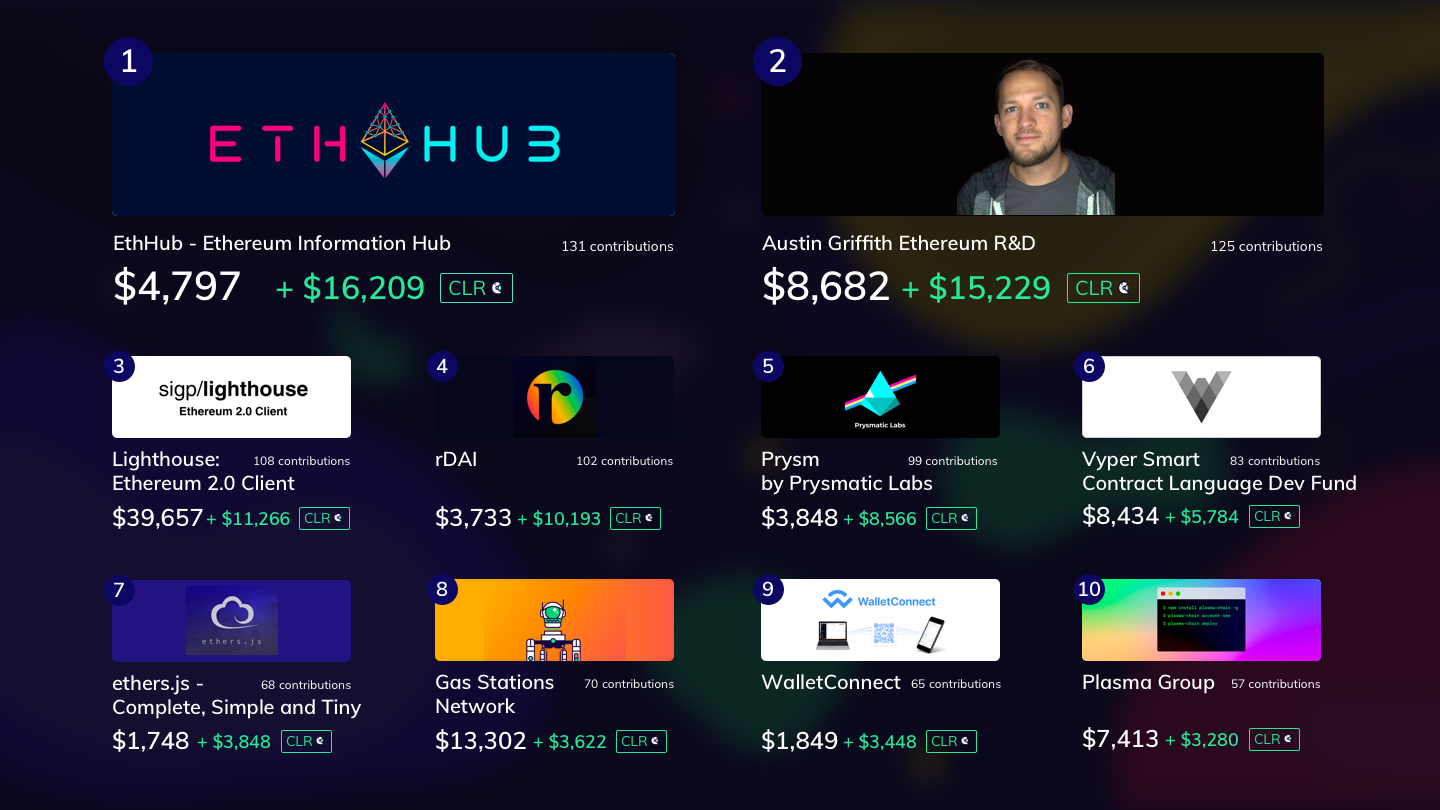 1
ETH HUB
EthHub - Ethereum Information Hub
131 contributions
$4,797 + $16,209 CLR
2
Austin Griffith Ethereum R&D
125 contributions
$8,682 + $15,229 CLR
3
sigp/lighthouse
Ethereum 2.0 Client
Lighthouse: 108 contributions
Ethereum 2.0 Client
$39,657 + $11,266 CLR
4
r
rDAI 102 contributions
$3,733 + $10,193 CLR
5
Prysmatic Labs
Prysm 99 contributions
by Prysmatic Labs
$3,848 + $8,566 CLR
6
Vyper Smart 83 contributions
Contract Language Dev Fund
$8,434 + $5,784 CLR
7
ethers.js
ethers.js - 68 contributions
Complete, Simple and Tiny
$1,748 + $3,848 CLR
8
Gas Stations 70 contributions
Network
$13,302 + $3,622 CLR
9
WalletConnect
WalletConnect 65 contributions
$1,849 + $3,448 CLR
10
$ npm install plasma-chain -g
$ plasma-chain account new
$ plasma-chain deploy
Plasma Group 57 contributions
$7,413 + $3,280 CLR